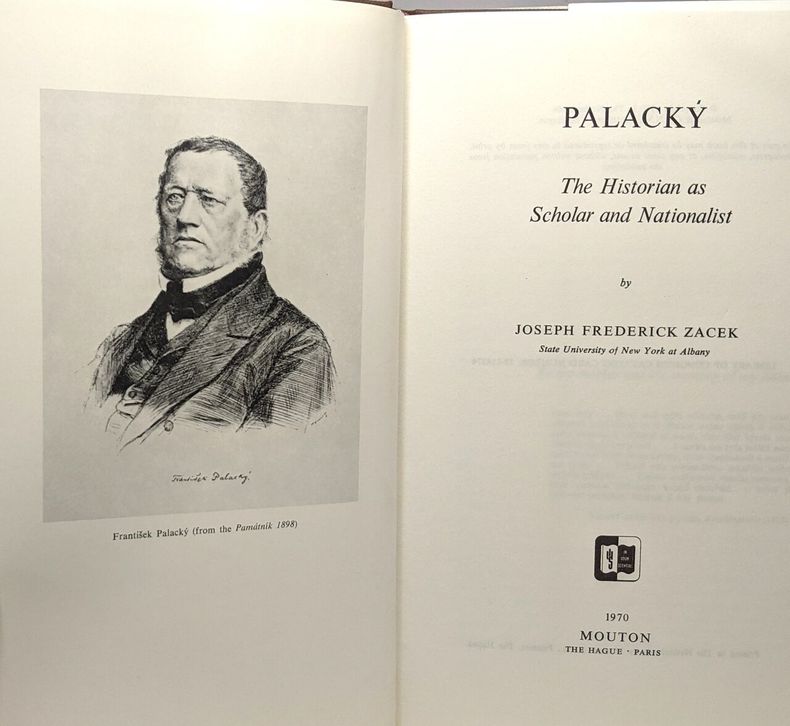 František Palacký
František Palacký (from the Památník 1898)
PALACKÝ
The Historian as
Scholar and Nationalist
by
JOSEPH FREDERICK ZACEK
State University of New York at Albany
1970
MOUTON
THE HAGUE · PARIS